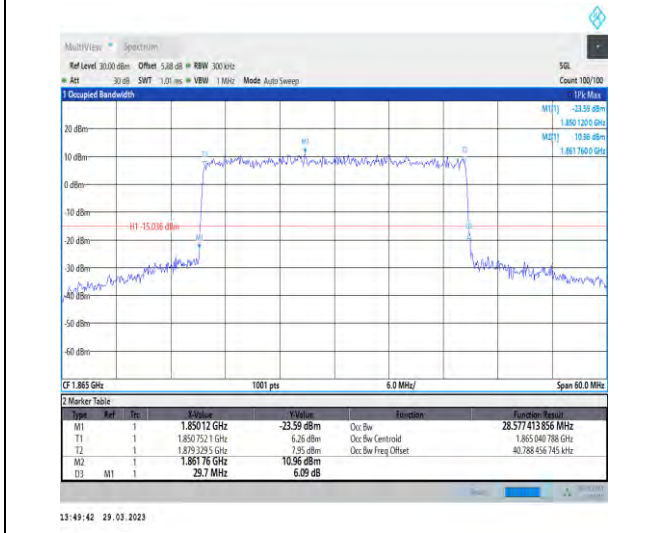 MultiView Spectrum
Ref Level 30.00 dBm Offset 5.88 dB RBW 300 kHz SGL
Att 30 dB SWT 1.01 ms VBW 1 MHz Mode Auto Sweep Count 100/100
1 Occupied Bandwidth 1Pk Max
M1[1] -23.59 dBm
1.850 120 0 GHz
M2[1] 10.96 dBm
1.861 760 0 GHz
20 dBm
M2
T1
T2
10 dBm
0 dBm
-10 dBm
H1 -15.036 dBm
-20 dBm
M1
D3
-30 dBm
-40 dBm
-50 dBm
-60 dBm
CF 1.865 GHz 1001 pts 6.0 MHz/ Span 60.0 MHz
2 Marker Table
Type Ref Trc X-Value Y-Value Function Function Result
M1 1 1.85012 GHz -23.59 dBm Occ Bw 28.577 413 856 MHz
T1 1 1.850 752 1 GHz 6.26 dBm Occ Bw Centroid 1.865 040 788 GHz
T2 1 1.879 329 5 GHz 7.95 dBm Occ Bw Freq Offset 40.788 456 745 kHz
M2 1 1.861 76 GHz 10.96 dBm
D3 M1 1 29.7 MHz 6.09 dB
13:49:42 29.03.2023